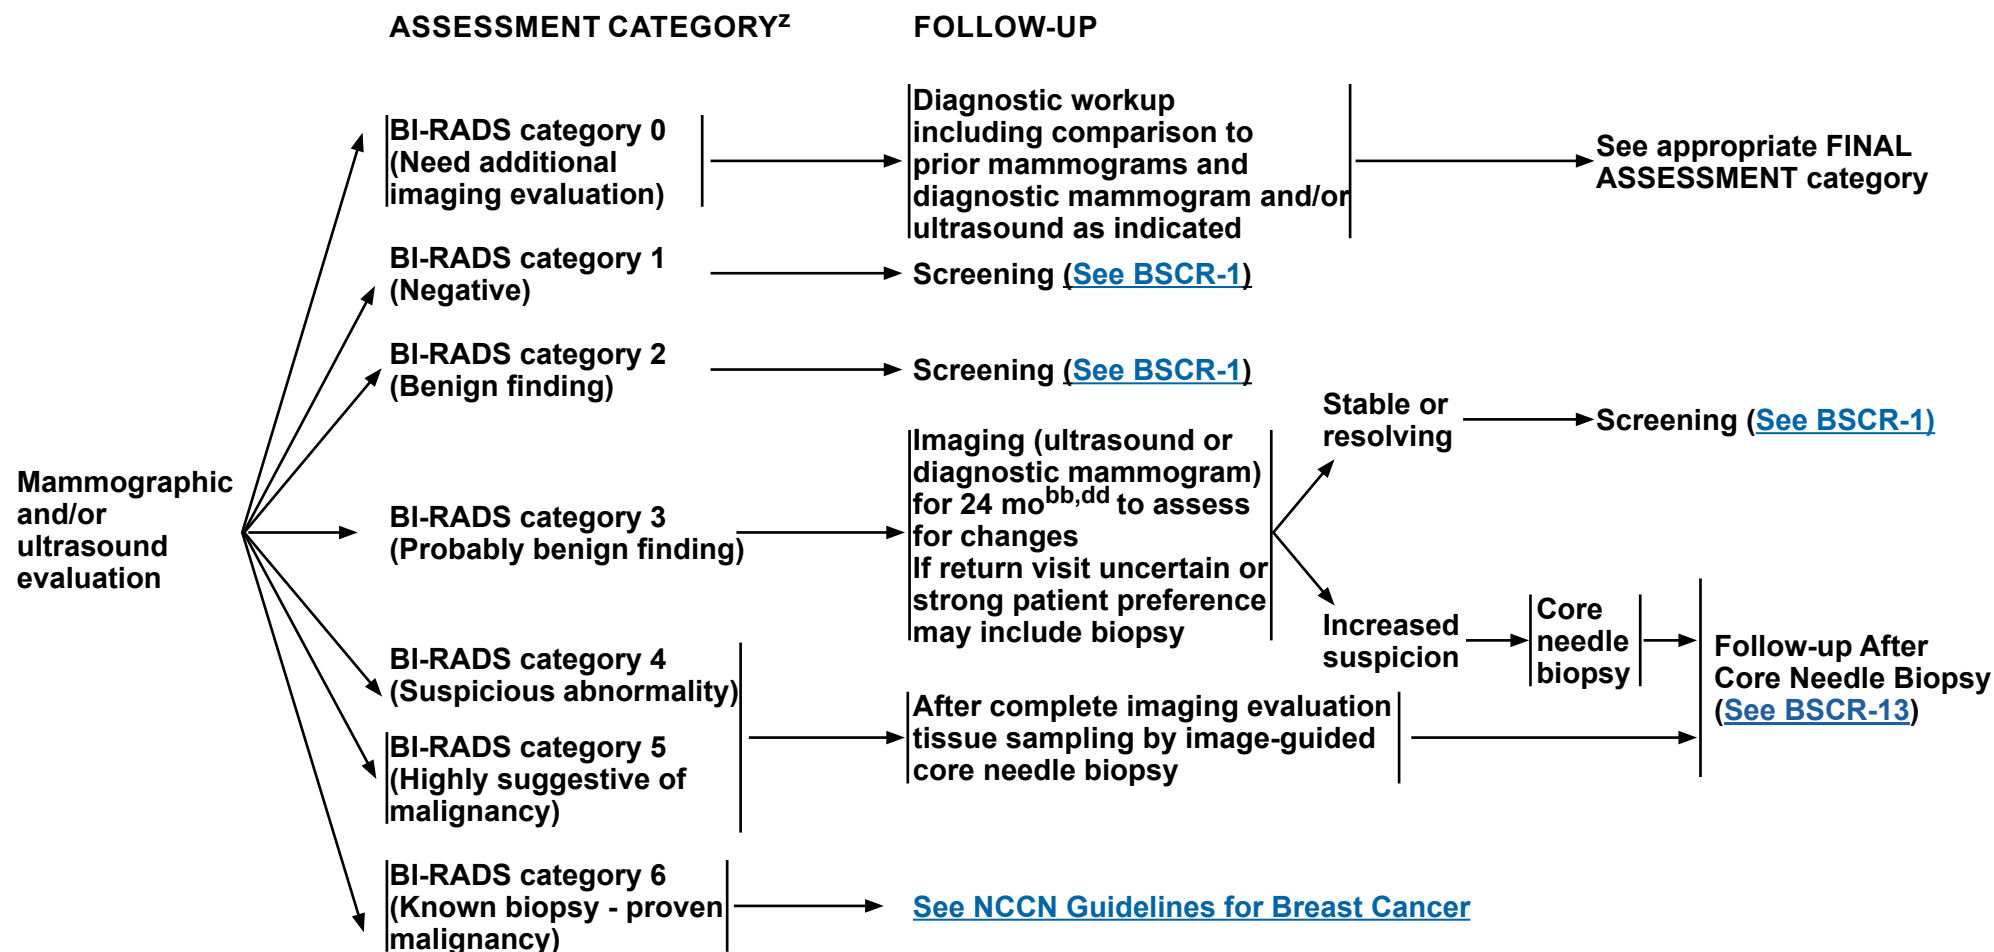 ASSESSMENT CATEGORYz
FOLLOW-UP
Mammographic
and/or
ultrasound
evaluation
BI-RADS category 0
(Need additional
imaging evaluation)
Diagnostic workup
including comparison to
prior mammograms and
diagnostic mammogram and/or
ultrasound as indicated
See appropriate FINAL
ASSESSMENT category
BI-RADS category 1
(Negative)
Screening (See BSCR-1)
BI-RADS category 2
(Benign finding)
Screening (See BSCR-1)
BI-RADS category 3
(Probably benign finding)
Imaging (ultrasound or
diagnostic mammogram)
for 24 mobb,dd to assess
for changes
If return visit uncertain or
strong patient preference
may include biopsy
Stable or
resolving
Screening (See BSCR-1)
Increased
suspicion
Core
needle
biopsy
Follow-up After
Core Needle Biopsy
(See BSCR-13)
BI-RADS category 4
(Suspicious abnormality)
BI-RADS category 5
(Highly suggestive of
malignancy)
After complete imaging evaluation
tissue sampling by image-guided
core needle biopsy
BI-RADS category 6
(Known biopsy - proven
malignancy)
See NCCN Guidelines for Breast Cancer